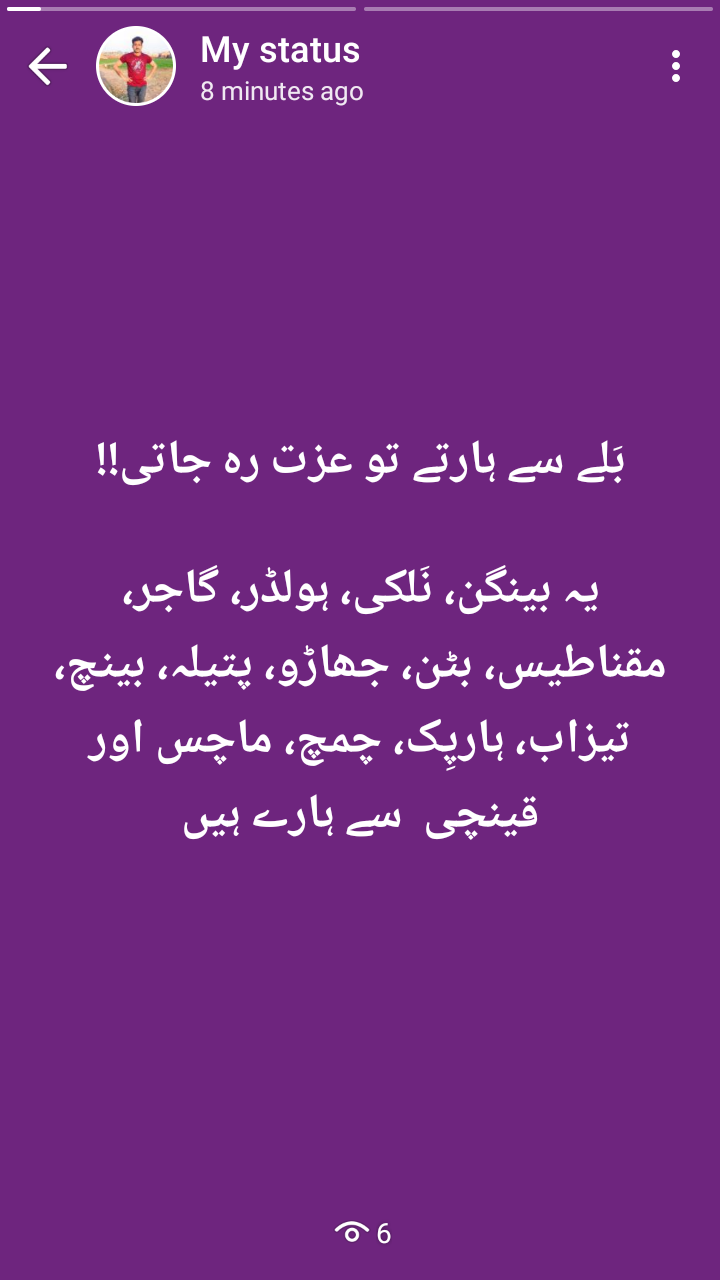 My status
8 minutes ago
بَلے سے ہارتے تو عزت رہ جاتی!!
یہ بینگن، نَلکی، ہولڈر، گاجر،
مقناطیس، بٹن، جھاڑو، پتیلہ، بینچ،
تیزاب، ہارپِک، چمچ، ماچس اور
قینچی سے ہارے ہیں
6